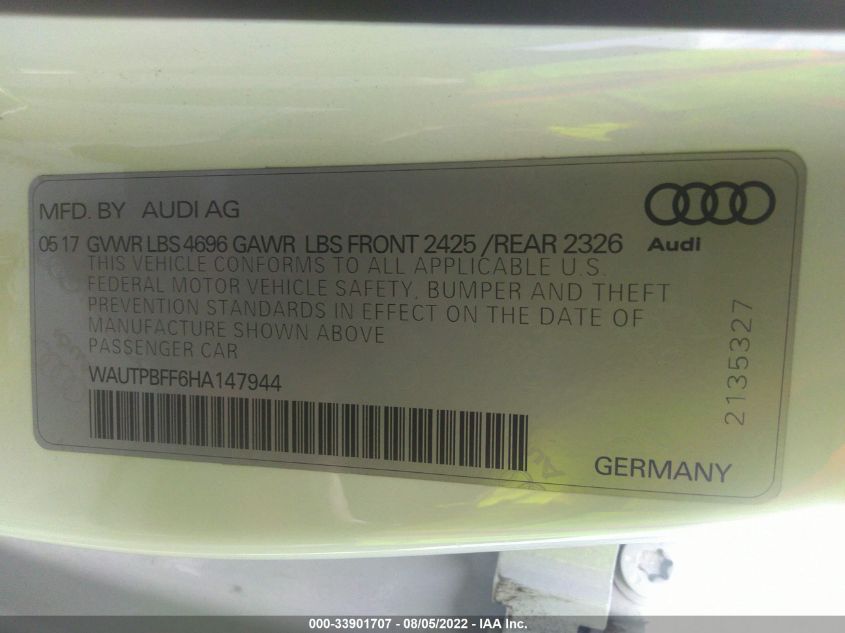 MFD. BY AUDI AG
Audi
0517 GVWR LBS 4696 GAWR LBS FRONT 2425 /REAR 2326
THIS VEHICLE CONFORMS TO ALL APPLICABLE U.S.
FEDERAL MOTOR VEHICLE SAFETY, BUMPER AND THEFT
PREVENTION STANDARDS IN EFFECT ON THE DATE OF
MANUFACTURE SHOWN ABOVE
PASSENGER CAR
WAUTPBFF6HA147944
2135327
GERMANY
000-33901707 - 08/05/2022 - IAA, Inc.